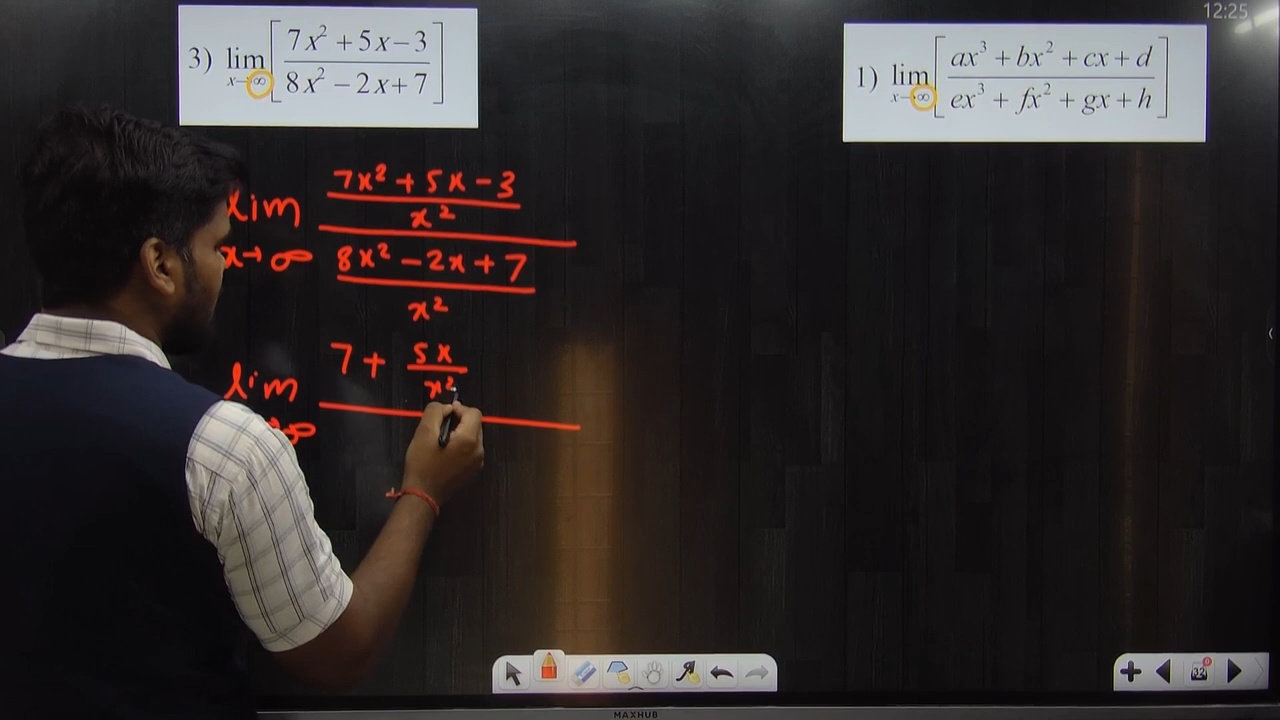 12:25
3) lim x→∞ [ 7x² + 5x − 3 / 8x² − 2x + 7 ]
1) lim x→∞ [ ax³ + bx² + cx + d / ex³ + fx² + gx + h ]
7x² + 5x − 3
lim x²
x→∞ 8x² − 2x + 7
x²
7 + 5x
lim x²
∞
32
MAXHUB